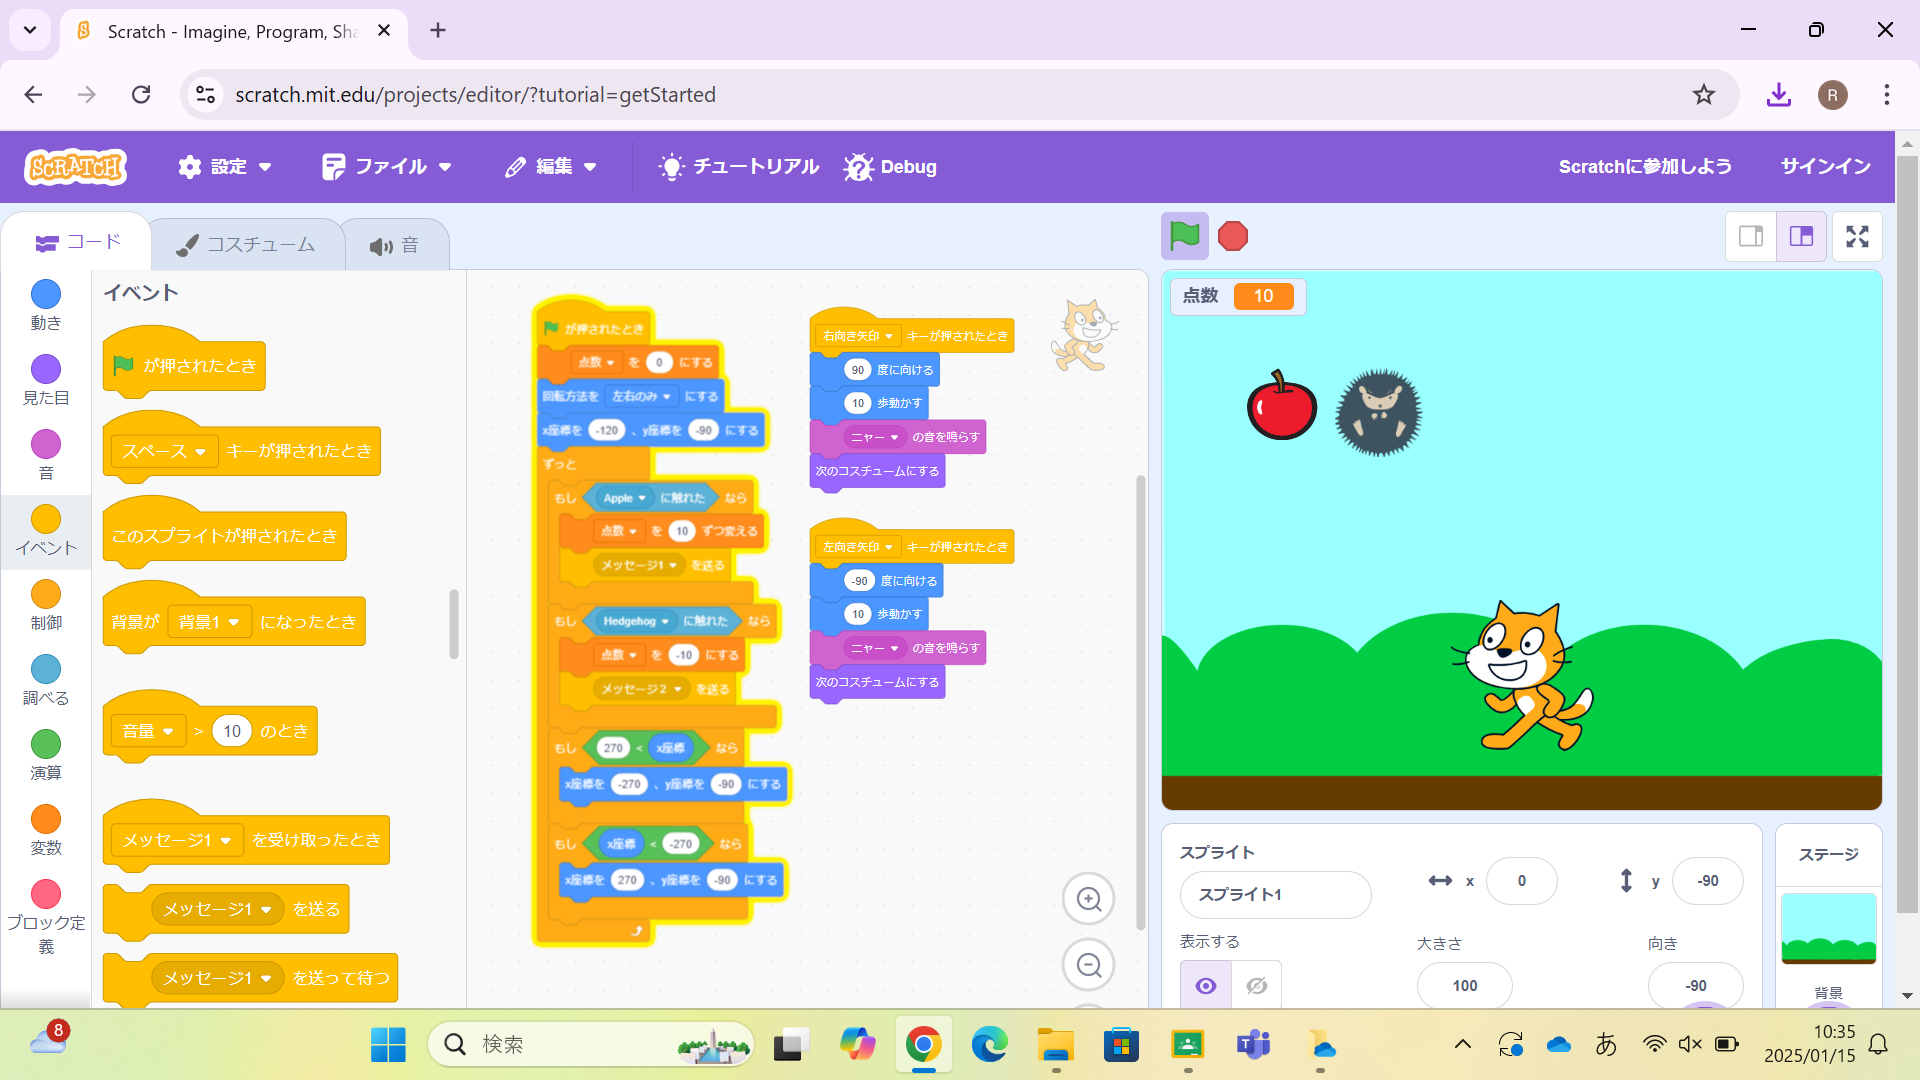 Scratch - Imagine, Program, Sha
scratch.mit.edu/projects/editor/?tutorial=getStarted
R
SCRATCH
設定
ファイル
編集
チュートリアル
Debug
Scratchに参加しよう
サインイン
コード
コスチューム
音
動き
見た目
音
イベント
制御
調べる
演算
変数
ブロック定義
イベント
が押されたとき
スペース キーが押されたとき
このスプライトが押されたとき
背景が 背景1 になったとき
音量 > 10 のとき
メッセージ1 を受け取ったとき
メッセージ1 を送る
メッセージ1 を送って待つ
が押されたとき
点数 を 0 にする
回転方法を 左右のみ にする
x座標を -120 、y座標を -90 にする
ずっと
もし Apple に触れた なら
点数 を 10 ずつ変える
メッセージ1 を送る
もし Hedgehog に触れた なら
点数 を -10 にする
メッセージ2 を送る
もし 270 < x座標 なら
x座標を -270 、y座標を -90 にする
もし x座標 < -270 なら
x座標を 270 、y座標を -90 にする
右向き矢印 キーが押されたとき
90 度に向ける
10 歩動かす
ニャー の音を鳴らす
次のコスチュームにする
左向き矢印 キーが押されたとき
-90 度に向ける
10 歩動かす
ニャー の音を鳴らす
次のコスチュームにする
点数 10
スプライト
スプライト1
x 0
y -90
表示する
大きさ
100
向き
-90
ステージ
背景
8
検索
あ
10:35
2025/01/15